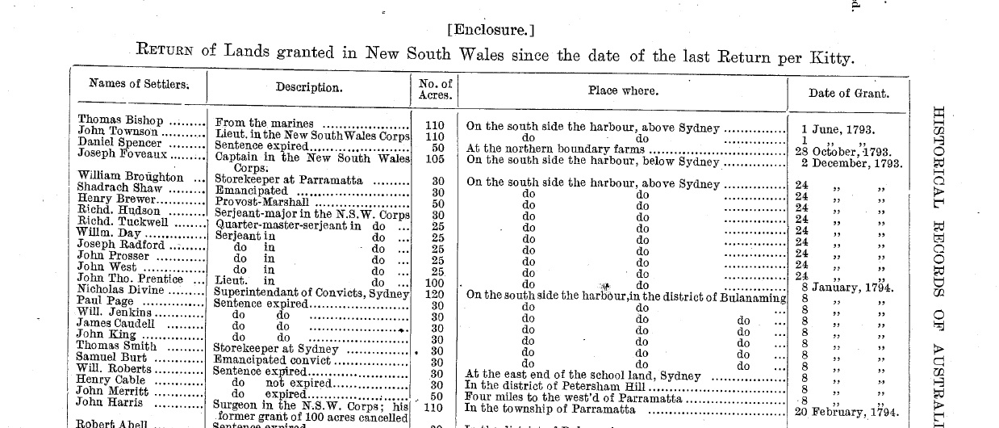 [Enclosure.]
RETURN of Lands granted in New South Wales since the date of the last Return per Kitty.
Names of Settlers. Description. No. of Acres. Place where. Date of Grant.
Thomas Bishop ......... From the marines ...................... 110 On the south side the harbour, above Sydney .............. 1 June, 1793.
John Townson ......... Lieut. in the New South Wales Corps 110 do do .............. 1 ,, ,,
Daniel Spencer ......... Sentence expired......................... 50 At the northern boundary farms ............................... 28 October, 1793.
Joseph Foveaux ......... Captain in the New South Wales 105 On the south side the harbour, below Sydney .............. 2 December, 1793.
Corps.
William Broughton ... Storekeeper at Parramatta ......... 30 On the south side the harbour, above Sydney .............. 24 ,, ,,
Shadrach Shaw ......... Emancipated ............................ 30 do do .............. 24 ,, ,,
Henry Brewer............ Provost-Marshall ....................... 50 do do .............. 24 ,, ,,
Richd. Hudson ......... Serjeant-major in the N.S.W. Corps 30 do do .............. 24 ,, ,,
Richd. Tuckwell ....... Quarter-master-serjeant in do ... 25 do do .............. 24 ,, ,,
Willm. Day .............. Serjeant in do ... 25 do do .............. 24 ,, ,,
Joseph Radford ......... do in do ... 25 do do .............. 24 ,, ,,
John Prosser ............ do in do ... 25 do do .............. 24 ,, ,,
John West ............... do in do ... 25 do do .............. 24 ,, ,,
John Tho. Prentice ... Lieut. in do ... 100 do do .............. 8 January, 1794.
Nicholas Divine ......... Superintendant of Convicts, Sydney 120 On the south side the harbour, in the district of Bulanaming 8 ,, ,,
Paul Page ............... Sentence expired......................... 30 do do do ... 8 ,, ,,
Will. Jenkins ............ do do ......................... 30 do do do ... 8 ,, ,,
James Caudell ......... do do ......................... 30 do do do ... 8 ,, ,,
John King ............... do do ......................... 30 do do do ... 8 ,, ,,
Thomas Smith ......... Storekeeper at Sydney ............... 30 do do do ... 8 ,, ,,
Samuel Burt ............ Emancipated convict .................. 30 do do do ... 8 ,, ,,
Will. Roberts ............ Sentence expired......................... 30 At the east end of the school land, Sydney ................ 8 ,, ,,
Henry Cable ............ do not expired..................... 30 In the district of Petersham Hill ............................... 8 ,, ,,
John Merritt ............ do expired......................... 50 Four miles to the west'd of Parramatta ..................... 8 ,, ,,
John Harris ............ Surgeon in the N.S.W. Corps; his 110 In the township of Parramatta ............................... 20 February, 1794.
former grant of 100 acres cancelled
Robert Abell
HISTORICAL RECORDS OF AUSTRALI